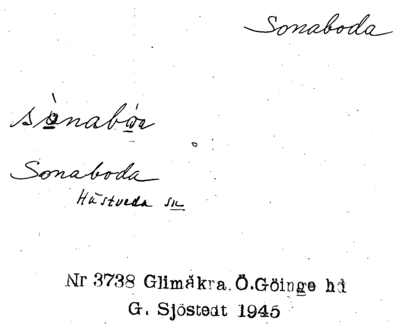 Sonaboda
Sonaboda
Hästveda sn
Nr 3738 Glimåkra. Ö.Göinge hd
G. Sjöstedt 1945